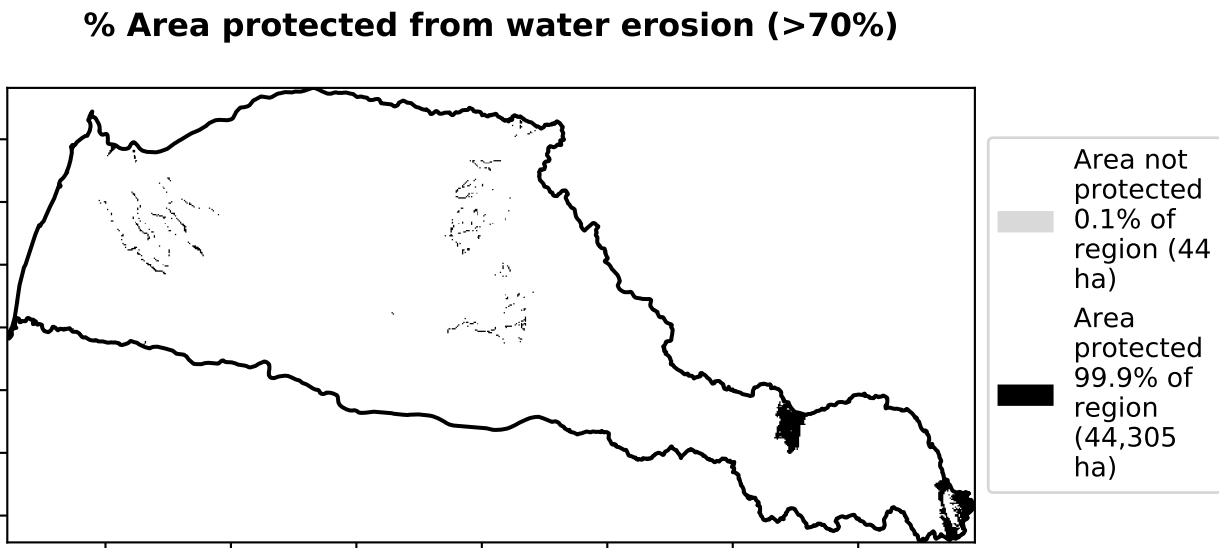 % Area protected from water erosion (>70%)
Area not
protected
0.1% of
region (44
ha)
Area
protected
99.9% of
region
(44,305
ha)